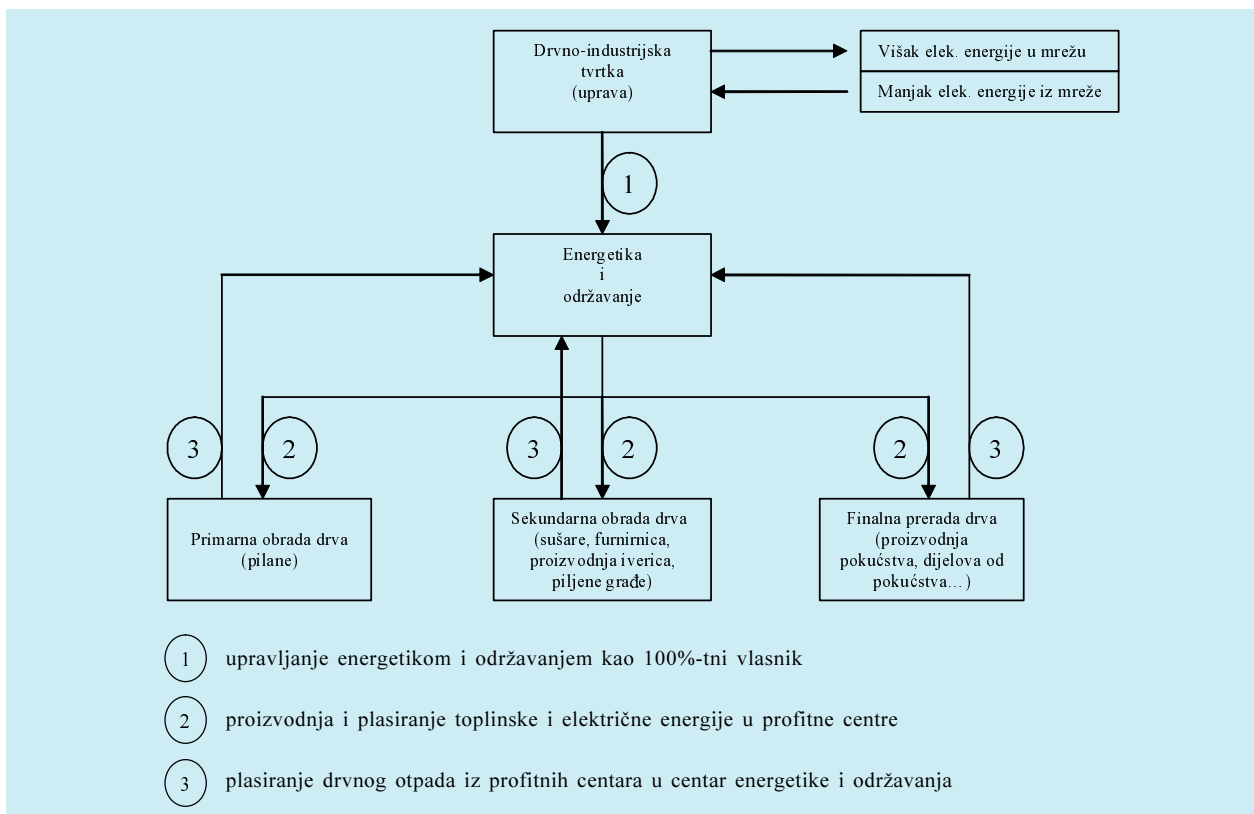 Drvno-industrijska
tvrtka
(uprava)
Višak elek. energije u mrežu
Manjak elek. energije iz mreže
1
Energetika
i
održavanje
3
2
3
2
2
3
Primarna obrada drva
(pilane)
Sekundarna obrada drva
(sušare, furnirnica,
proizvodnja iverica,
piljene građe)
Finalna prerada drva
(proizvodnja
pokućstva, dijelova od
pokućstva…)
1 upravljanje energetikom i održavanjem kao 100%-tni vlasnik
2 proizvodnja i plasiranje toplinske i električne energije u profitne centre
3 plasiranje drvnog otpada iz profitnih centara u centar energetike i održavanja